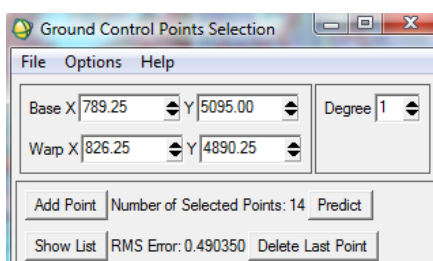 Ground Control Points Selection
File Options Help
Base X 789.25 Y 5095.00 Degree 1
Warp X 826.25 Y 4890.25
Add Point Number of Selected Points: 14 Predict
Show List RMS Error: 0.490350 Delete Last Point